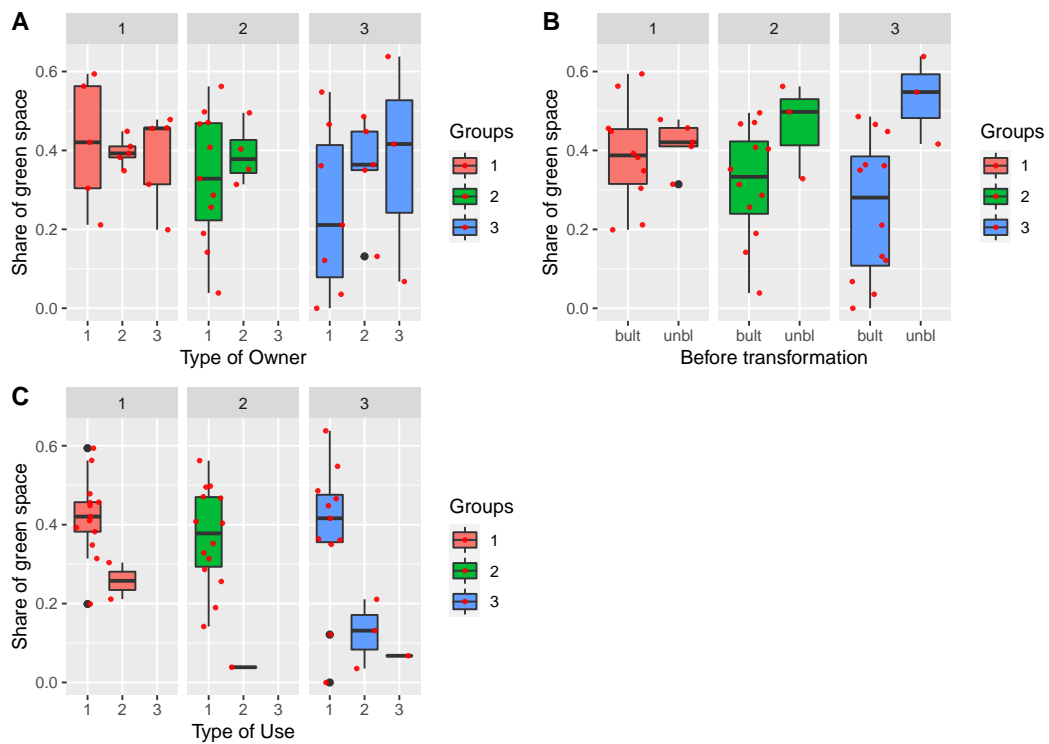 A
1 2 3
0.6
0.4
0.2
0.0
Share of green space
1 2 3 1 2 3 1 2 3
Type of Owner
Groups
1
2
3
B
1 2 3
0.6
0.4
0.2
0.0
Share of green space
bult unbl bult unbl bult unbl
Before transformation
Groups
1
2
3
C
1 2 3
0.6
0.4
0.2
0.0
Share of green space
1 2 3 1 2 3 1 2 3
Type of Use
Groups
1
2
3